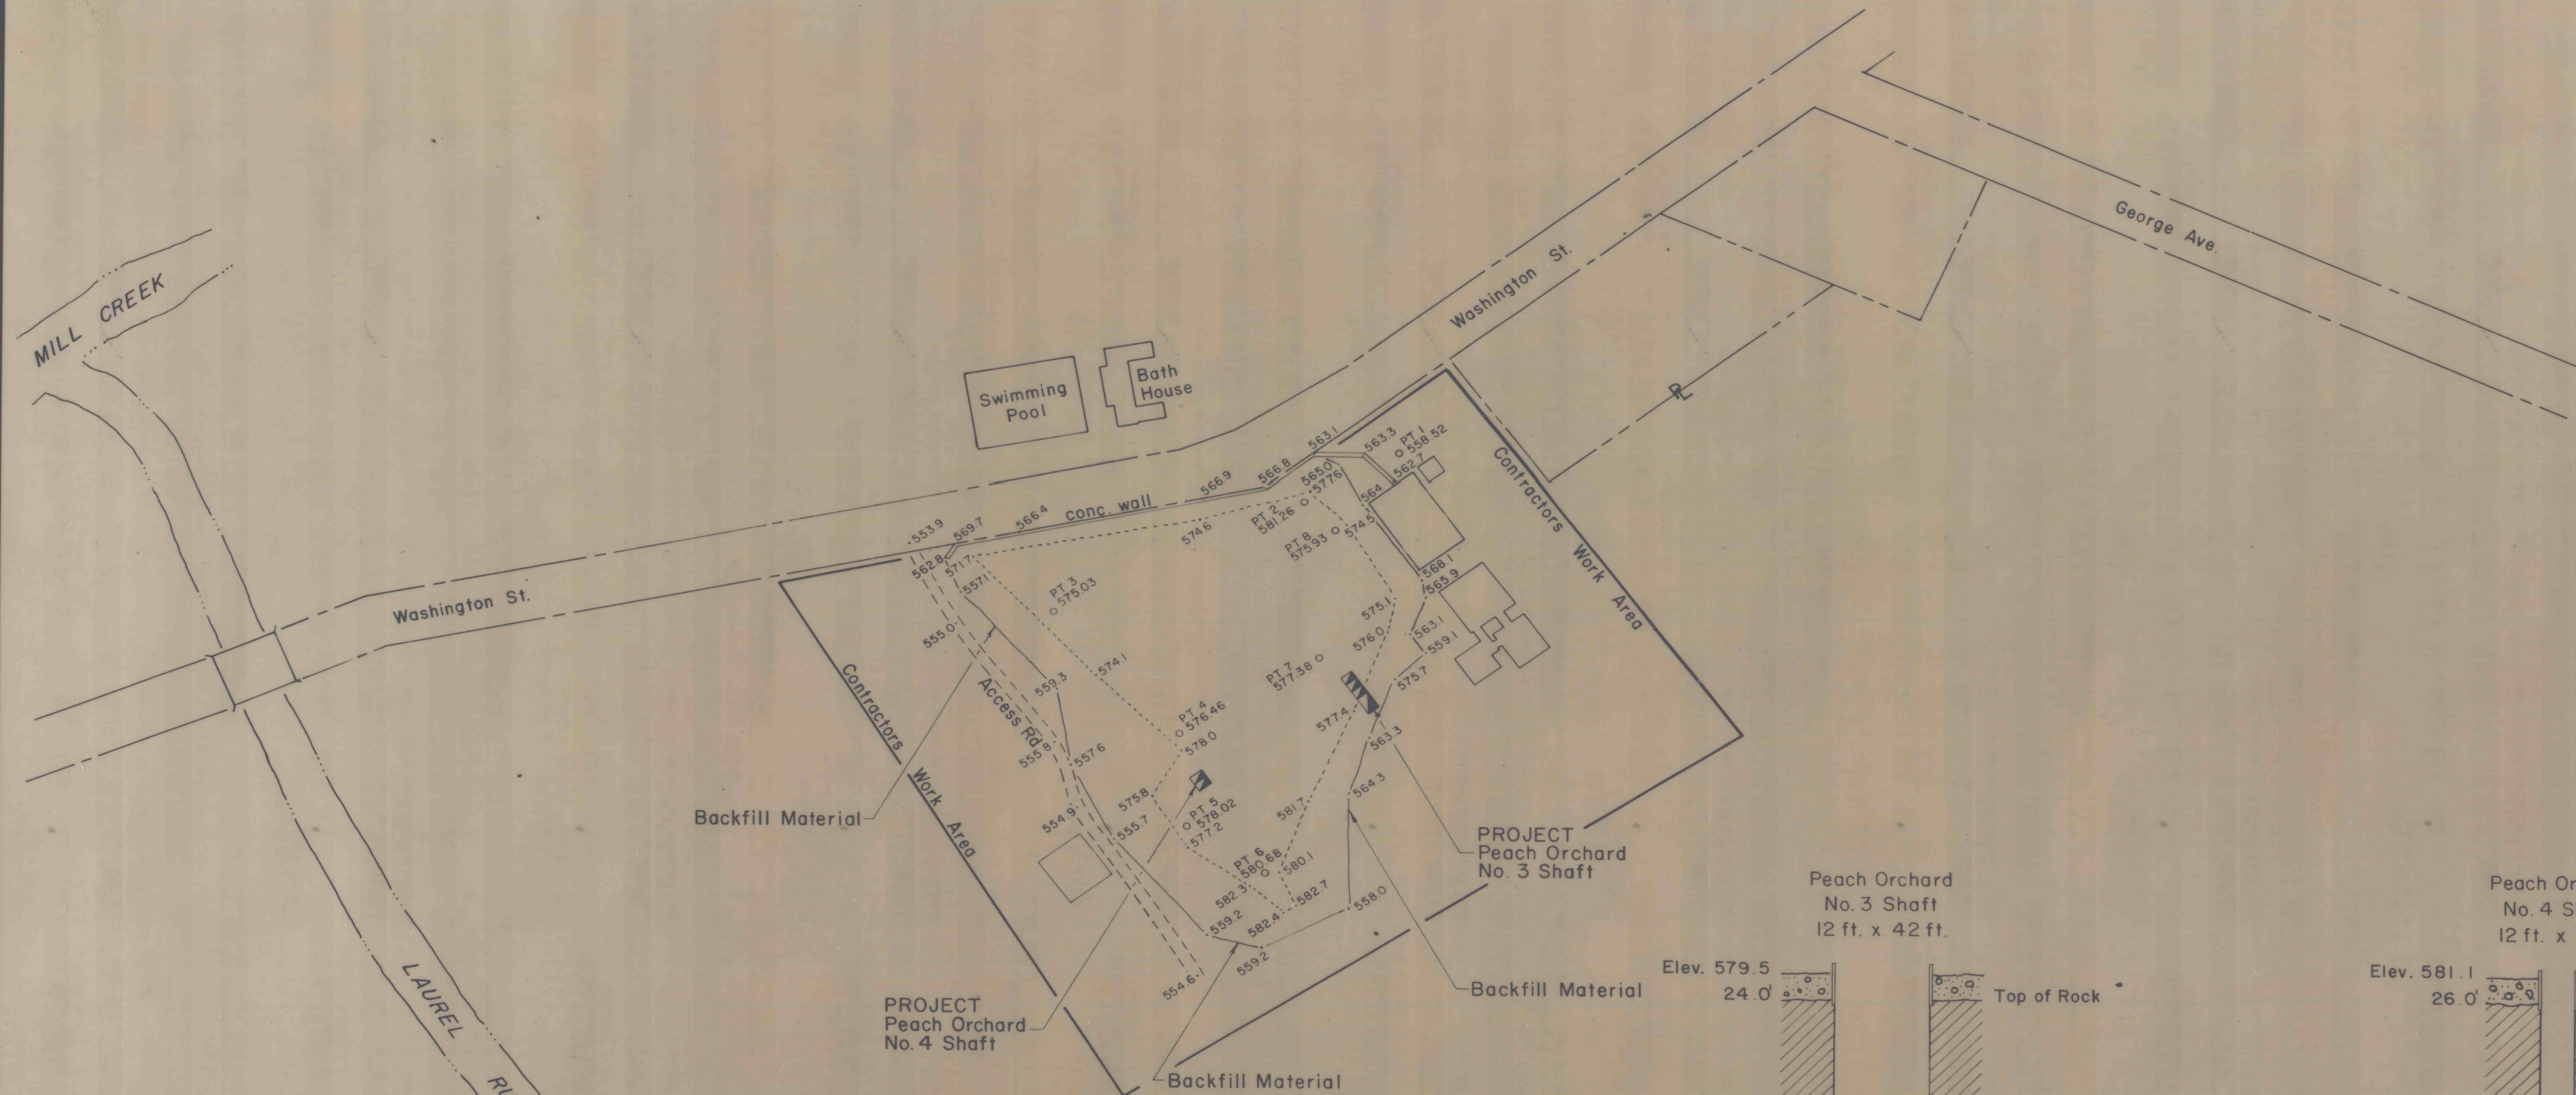 MILL CREEK
George Ave.
Washington St.
Swimming
Pool
Bath
House
563.1
563.3
PT 1
558.52
562.7
566.9
566.8
565.0
577.6
564
566.4
conc. wall
PT. 2
581.26
574.6
PT 8
575.93
574.5
553.9
569.7
562.8
571.7
557.1
568.1
565.9
PT. 3
575.03
Washington St.
575.1
576.0
563.1
559.1
555.0
574.1
PT. 7
577.38
575.7
559.3
Access Rd.
PT. 4
576.46
578.0
577.4
563.3
555.8
557.6
564.3
575.8
581.7
PT. 5
578.02
577.2
554.9
555.7
PT. 6
580.68
580.1
582.3
582.7
558.0
559.2
582.4
559.2
554.6
Contractors Work Area
Contractors Work Area
Backfill Material
PROJECT
Peach Orchard
No. 3 Shaft
Backfill Material
PROJECT
Peach Orchard
No. 4 Shaft
Backfill Material
LAUREL RU
Peach Orchard
No. 3 Shaft
12 ft. x 42 ft.
Elev. 579.5
24.0'
Top of Rock
Peach Or
No. 4 S
12 ft. x
Elev. 581.1
26.0'